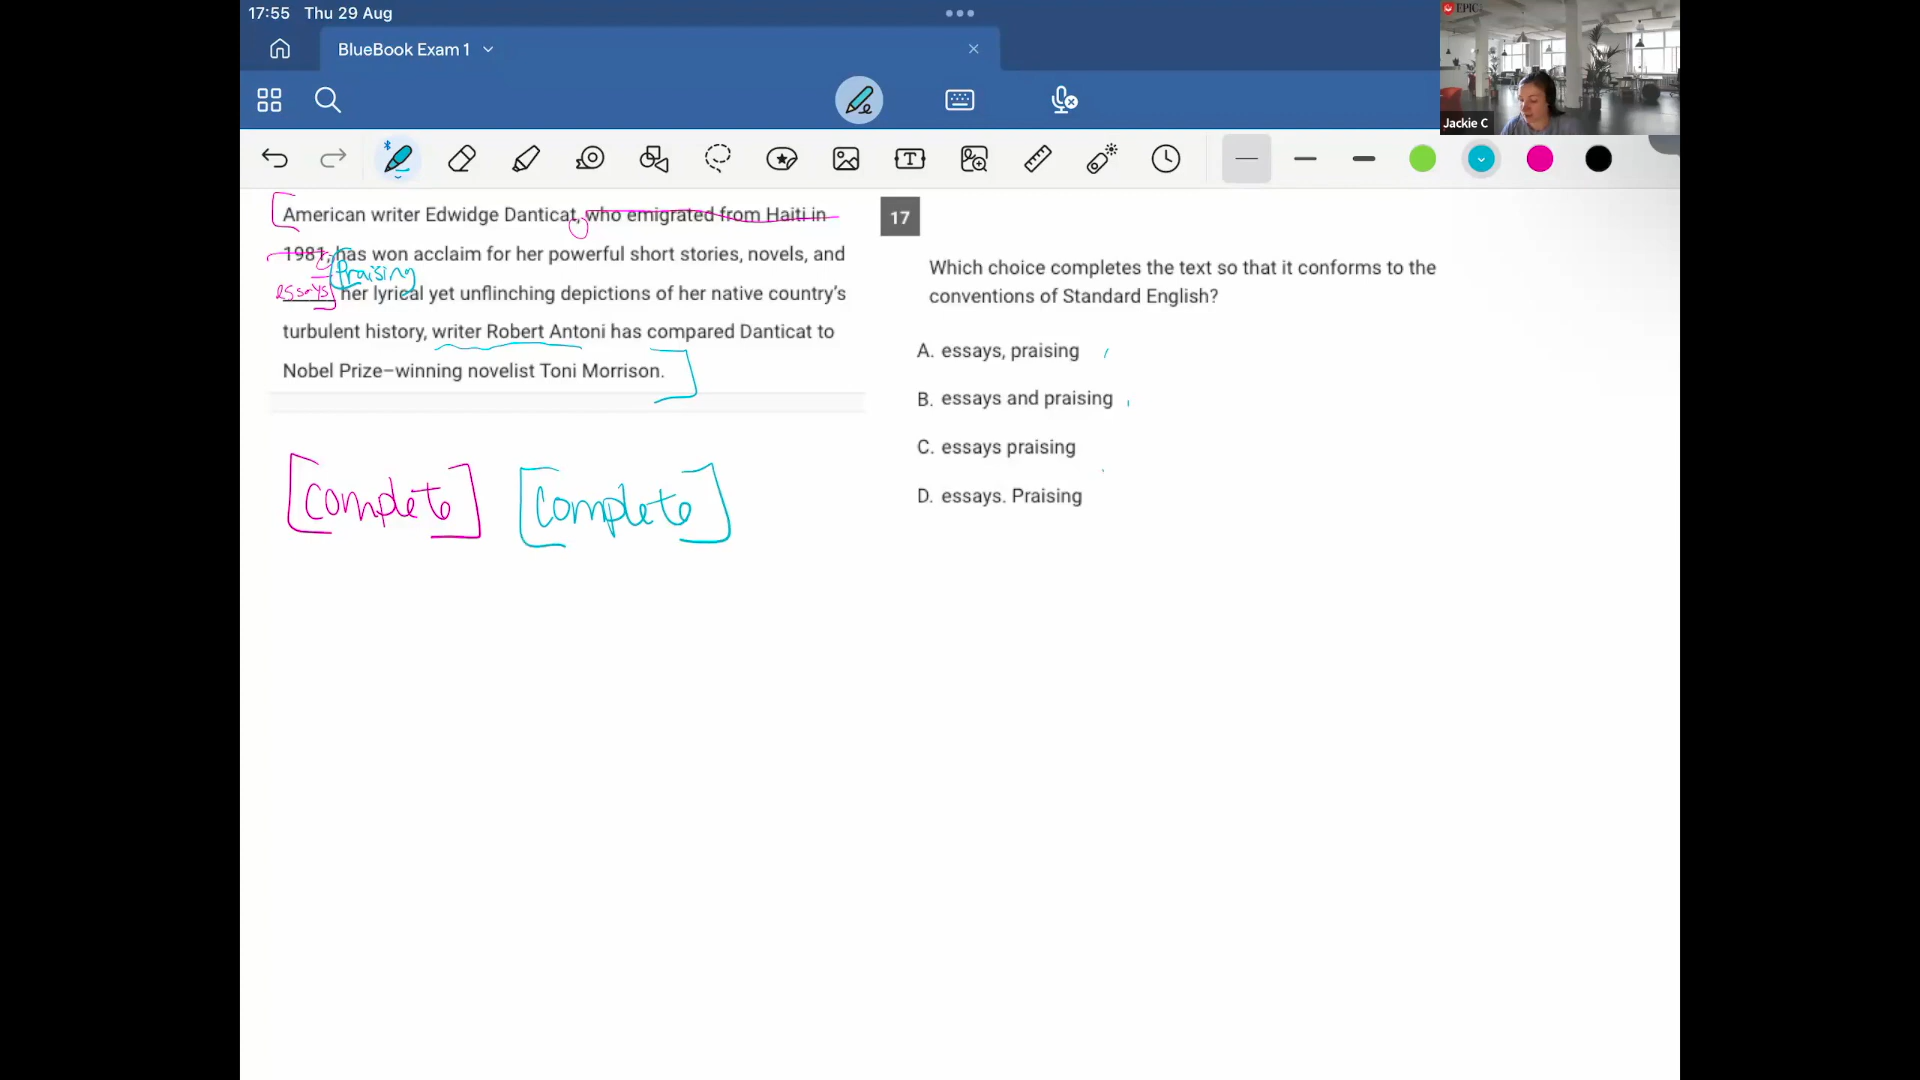 17:55 Thu 29 Aug
BlueBook Exam 1
EPIC
Jackie C
American writer Edwidge Danticat, who emigrated from Haiti in
1981, has won acclaim for her powerful short stories, novels, and
Praising
essays her lyrical yet unflinching depictions of her native country's
turbulent history, writer Robert Antoni has compared Danticat to
Nobel Prize–winning novelist Toni Morrison.
Complete Complete
17
Which choice completes the text so that it conforms to the
conventions of Standard English?
A. essays, praising
B. essays and praising
C. essays praising
D. essays. Praising